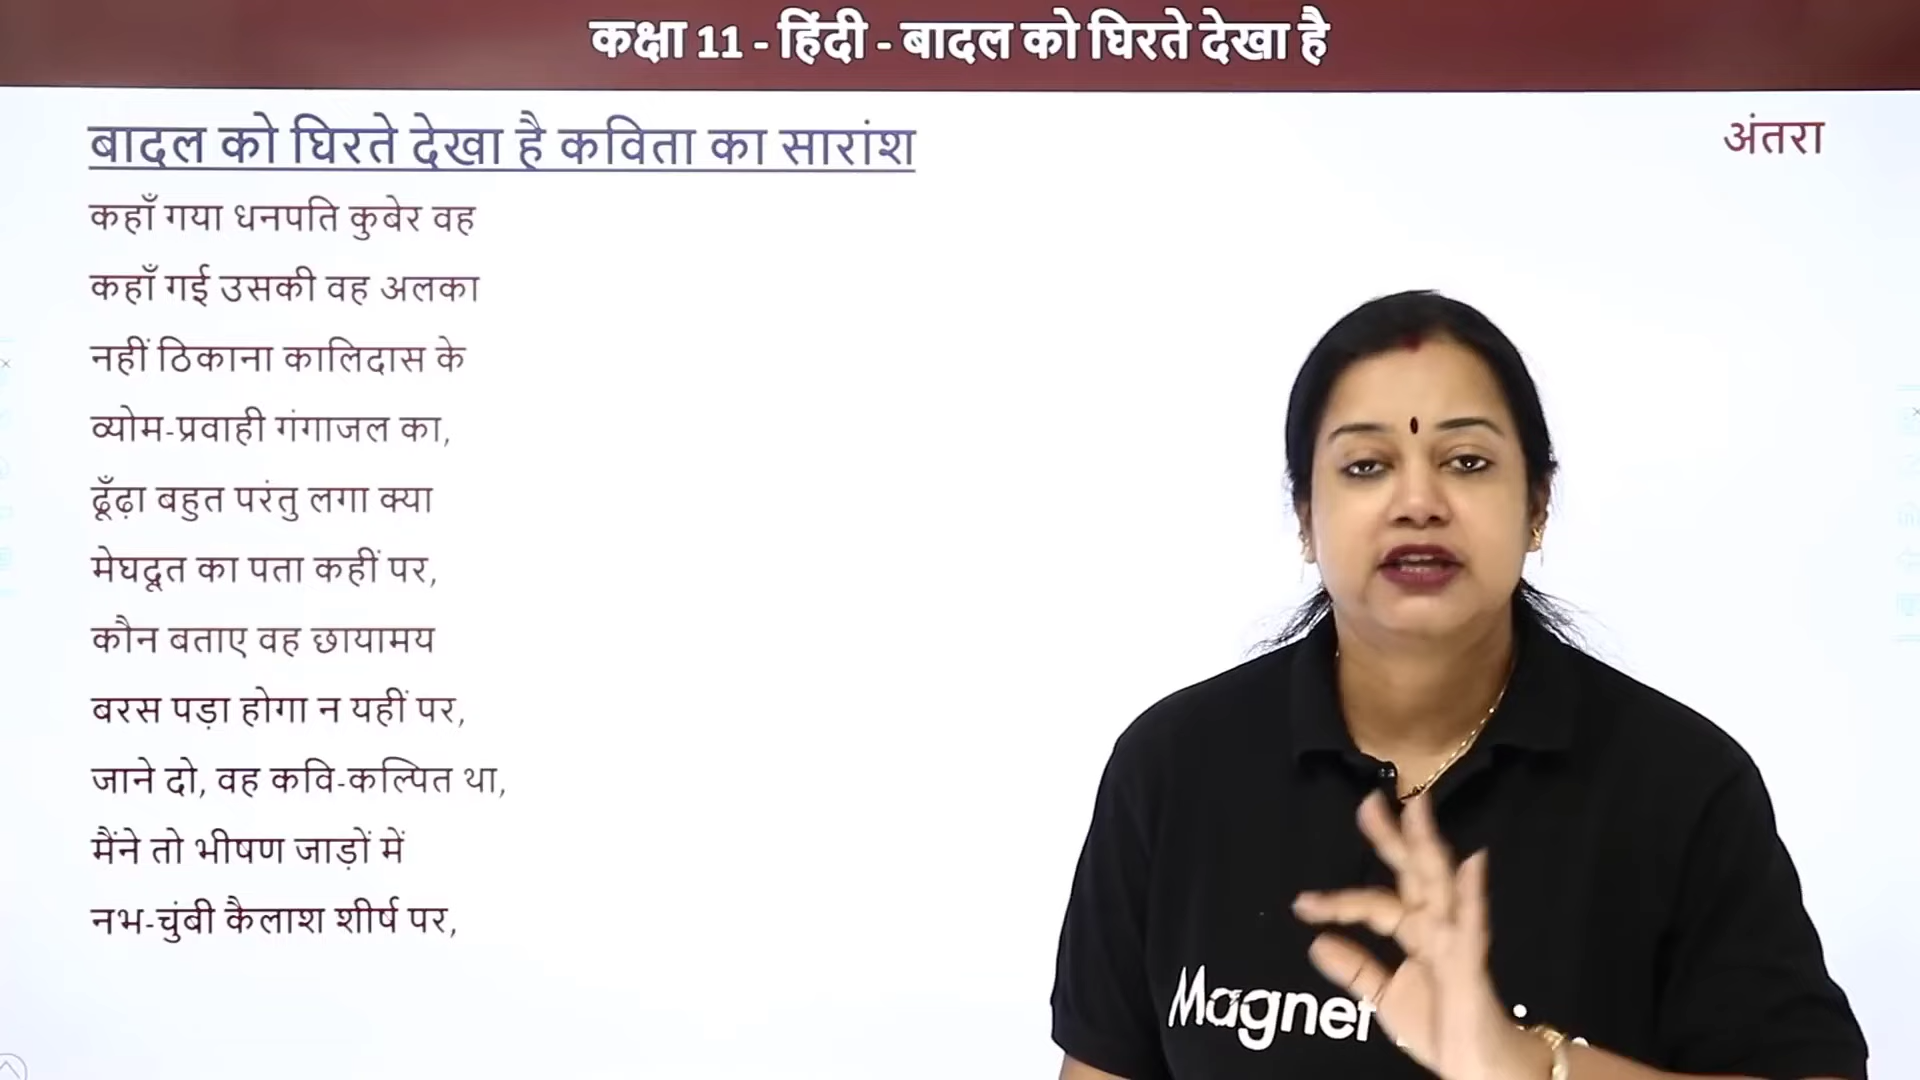 कक्षा 11 - हिंदी - बादल को घिरते देखा है
बादल को घिरते देखा है कविता का सारांश
अंतरा
कहाँ गया धनपति कुबेर वह
कहाँ गई उसकी वह अलका
नहीं ठिकाना कालिदास के
व्योम-प्रवाही गंगाजल का,
ढूँढ़ा बहुत परंतु लगा क्या
मेघदूत का पता कहीं पर,
कौन बताए वह छायामय
बरस पड़ा होगा न यहीं पर,
जाने दो, वह कवि-कल्पित था,
मैंने तो भीषण जाड़ों में
नभ-चुंबी कैलाश शीर्ष पर,
Magnet